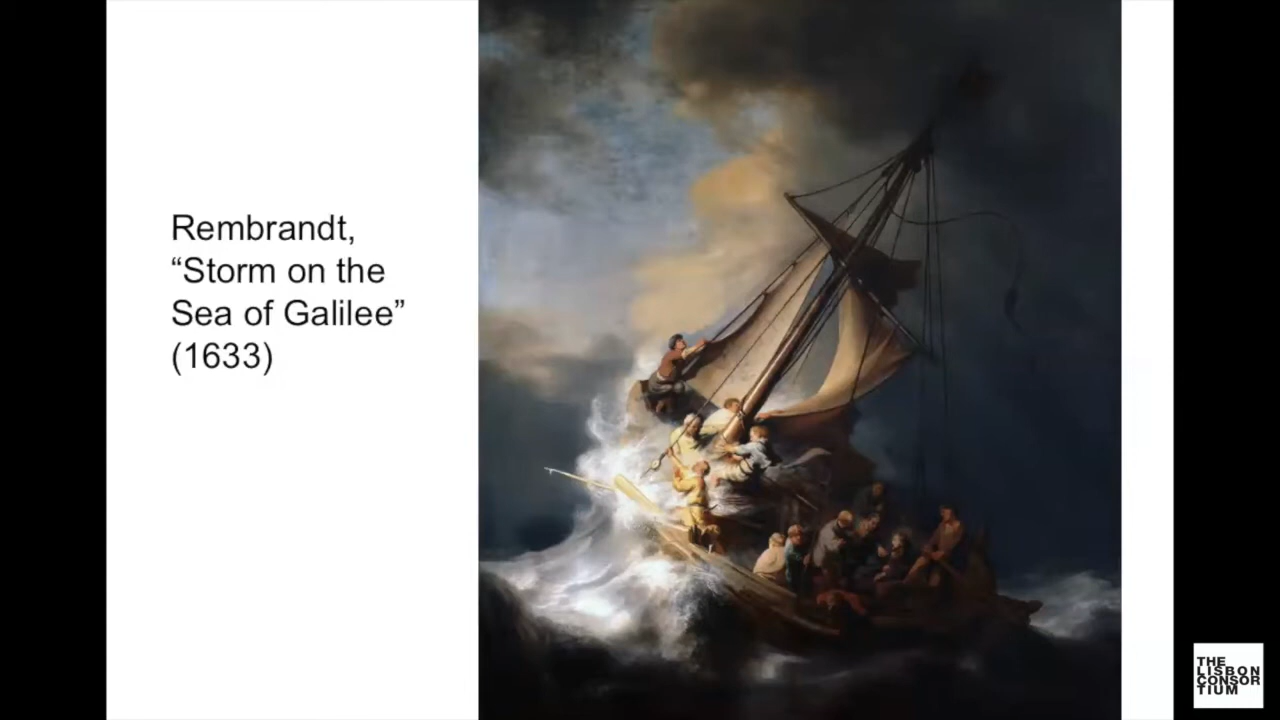 Rembrandt,
“Storm on the
Sea of Galilee”
(1633)
THE
LISBON
CONSOR
TIUM